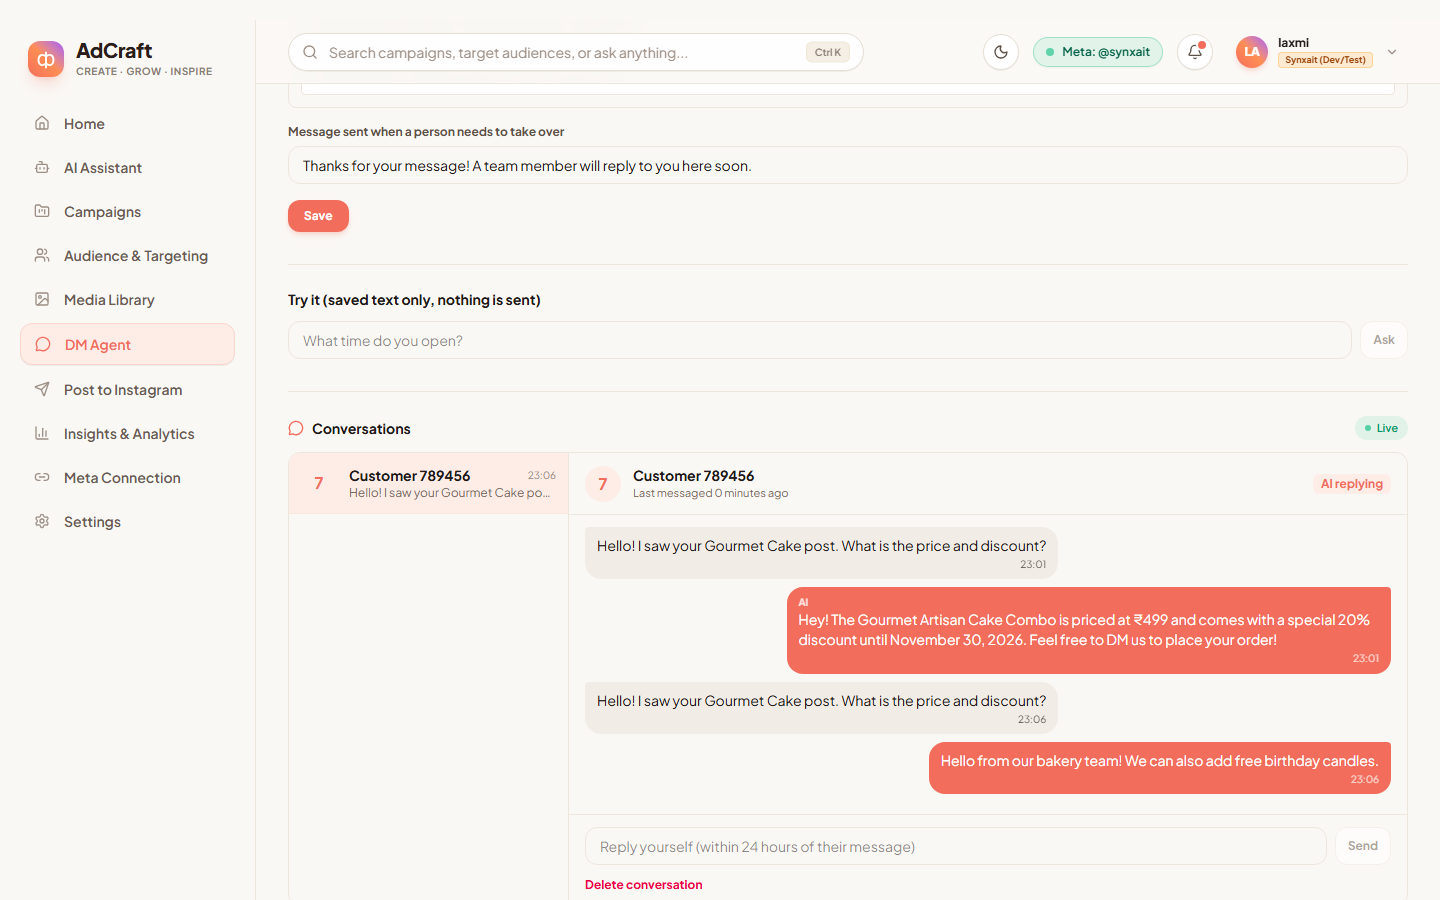 AdCraft
CREATE · GROW · INSPIRE
Home
AI Assistant
Campaigns
Audience & Targeting
Media Library
DM Agent
Post to Instagram
Insights & Analytics
Meta Connection
Settings
Search campaigns, target audiences, or ask anything...
Ctrl K
Meta: @synxait
LA
laxmi
Synxait (Dev/Test)
Message sent when a person needs to take over
Thanks for your message! A team member will reply to you here soon.
Save
Try it (saved text only, nothing is sent)
What time do you open?
Ask
Conversations
Live
7
Customer 789456
23:06
Hello! I saw your Gourmet Cake po...
7
Customer 789456
Last messaged 0 minutes ago
AI replying
Hello! I saw your Gourmet Cake post. What is the price and discount?
23:01
AI
Hey! The Gourmet Artisan Cake Combo is priced at ₹499 and comes with a special 20%
discount until November 30, 2026. Feel free to DM us to place your order!
23:01
Hello! I saw your Gourmet Cake post. What is the price and discount?
23:06
Hello from our bakery team! We can also add free birthday candles.
23:06
Reply yourself (within 24 hours of their message)
Send
Delete conversation